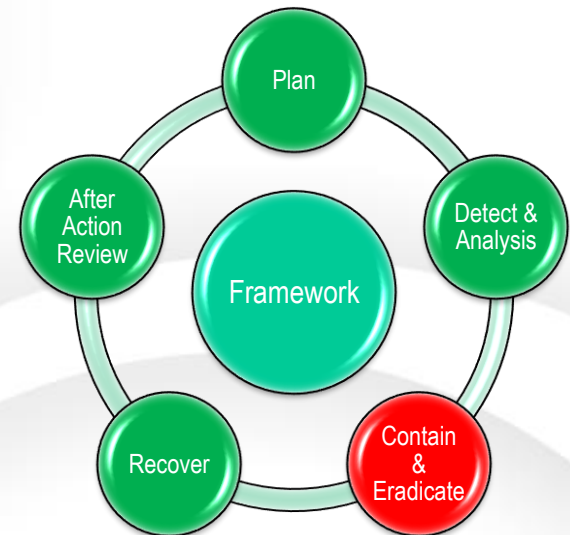 Plan
Detect &
Analysis
Contain
&
Eradicate
Recover
After
Action
Review
Framework